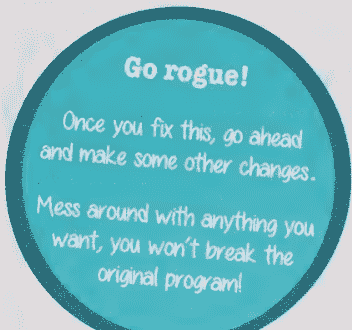 Go rogue!
Once you fix this, go ahead
and make some other changes.
Mess around with anything you
want, you won't break the
original program!